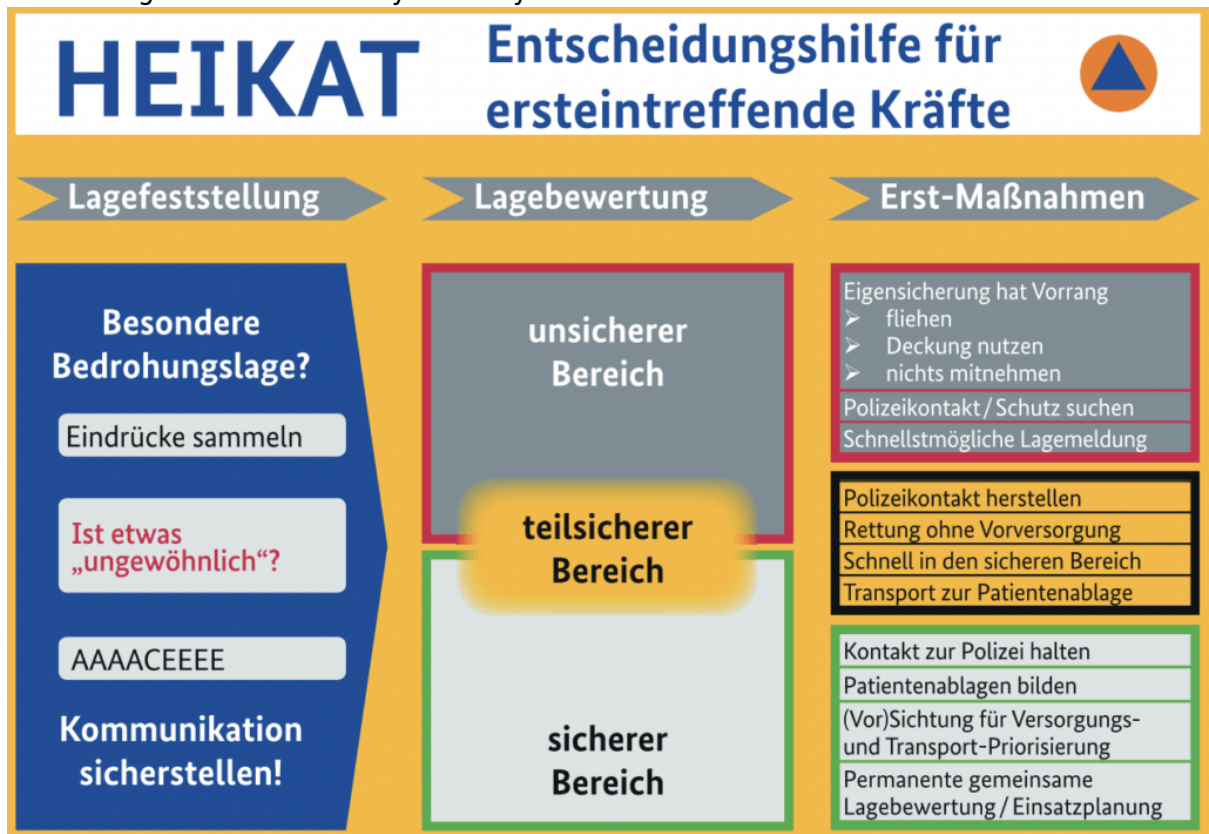 HEIKAT
Entscheidungshilfe für
ersteintreffende Kräfte
Lagefeststellung
Lagebewertung
Erst-Maßnahmen
Besondere
Bedrohungslage?
Eindrücke sammeln
Ist etwas
„ungewöhnlich“?
AAAACEEEE
Kommunikation
sicherstellen!
unsicherer
Bereich
teilsicherer
Bereich
sicherer
Bereich
Eigensicherung hat Vorrang
➢ fliehen
➢ Deckung nutzen
➢ nichts mitnehmen
Polizeikontakt / Schutz suchen
Schnellstmögliche Lagemeldung
Polizeikontakt herstellen
Rettung ohne Vorversorgung
Schnell in den sicheren Bereich
Transport zur Patientenablage
Kontakt zur Polizei halten
Patientenablagen bilden
(Vor)Sichtung für Versorgungs-
und Transport-Priorisierung
Permanente gemeinsame
Lagebewertung / Einsatzplanung